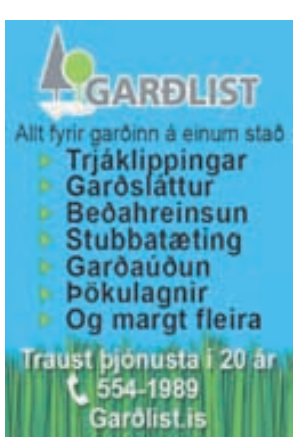 GARÐLIST
Allt fyrir garðinn á einum stað
Trjáklippingar
Garðsláttur
Beðahreinsun
Stubbatæting
Garðaúðun
Þökulagnir
Og margt fleira
Traust þjónusta í 20 ár
554-1989
Garðlist.is